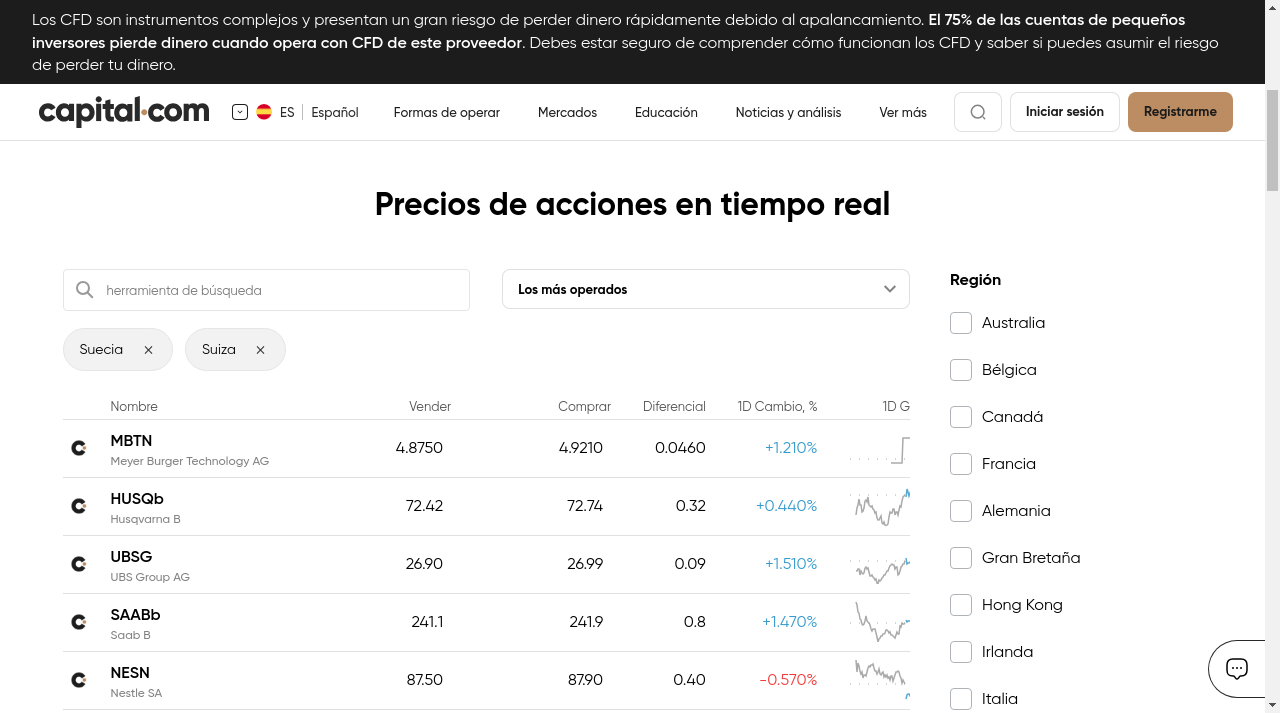 Los CFD son instrumentos complejos y presentan un gran riesgo de perder dinero rápidamente debido al apalancamiento. El 75% de las cuentas de pequeños
inversores pierde dinero cuando opera con CFD de este proveedor. Debes estar seguro de comprender cómo funcionan los CFD y saber si puedes asumir el riesgo
de perder tu dinero.
capital.com ES Español Formas de operar Mercados Educación Noticias y análisis Ver más Iniciar sesión Registrarme
Precios de acciones en tiempo real
herramienta de búsqueda Los más operados
Suecia Suiza
Nombre Vender Comprar Diferencial 1D Cambio, % 1D G
MBTN 4.8750 4.9210 0.0460 +1.210%
Meyer Burger Technology AG
HUSQb 72.42 72.74 0.32 +0.440%
Husqvarna B
UBSG 26.90 26.99 0.09 +1.510%
UBS Group AG
SAABb 241.1 241.9 0.8 +1.470%
Saab B
NESN 87.50 87.90 0.40 -0.570%
Nestle SA
Región
Australia
Bélgica
Canadá
Francia
Alemania
Gran Bretaña
Hong Kong
Irlanda
Italia